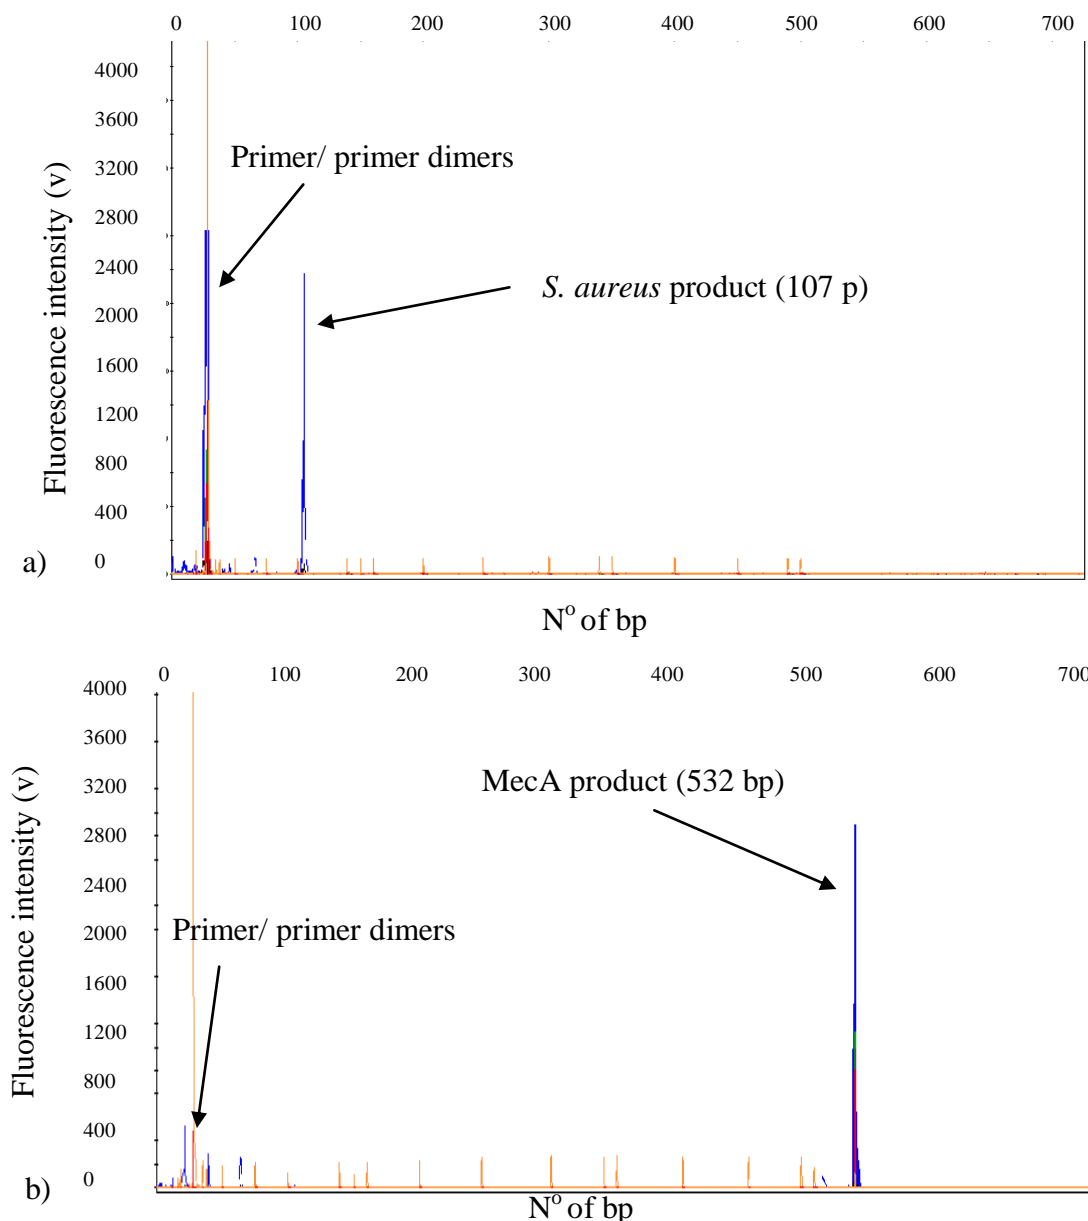 0 100 200 300 400 500 600 700
4000
3600
Primer/ primer dimers
3200
2800
2400
S. aureus product (107 p)
2000
1600
1200
800
400
0
Fluorescence intensity (v)
a)
Nº of bp
0 100 200 300 400 500 600 700
4000
3600
MecA product (532 bp)
3200
2800
2400
2000
Primer/ primer dimers
1600
1200
800
400
0
Fluorescence intensity (v)
b)
Nº of bp